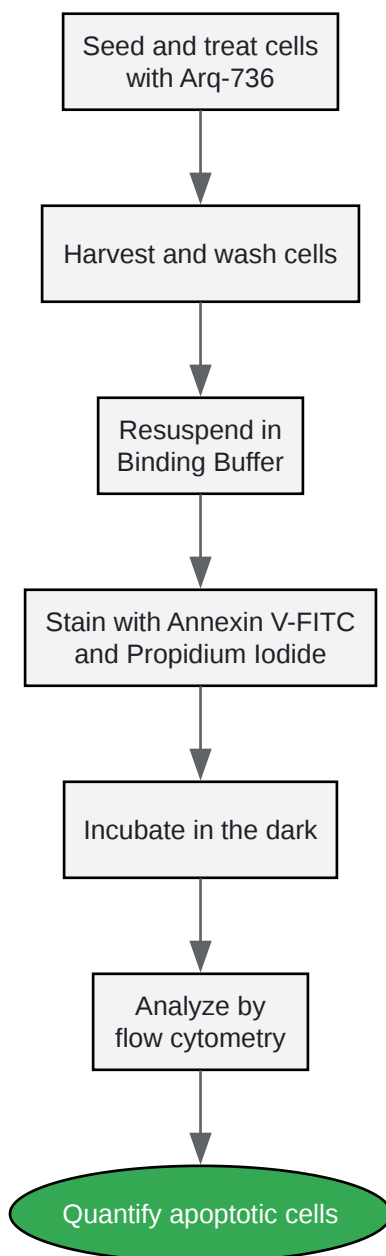 Seed and treat cells
with Arq-736
Harvest and wash cells
Resuspend in
Binding Buffer
Stain with Annexin V-FITC
and Propidium Iodide
Incubate in the dark
Analyze by
flow cytometry
Quantify apoptotic cells